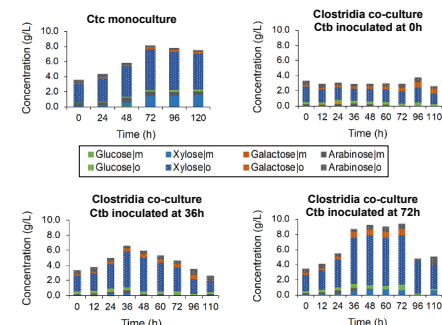 Ctc monoculture
Concentration (g/L)
10.0
8.0
6.0
4.0
2.0
0.0
0 24 48 72 96 120
Time (h)
Clostridia co-culture
Ctb inoculated at 0h
Concentration (g/L)
10.0
8.0
6.0
4.0
2.0
0.0
0 12 24 36 48 60 72 96 110
Time (h)
Glucose|m Xylose|m Galactose|m Arabinose|m
Glucose|o Xylose|o Galactose|o Arabinose|o
Clostridia co-culture
Ctb inoculated at 36h
Concentration (g/L)
10.0
8.0
6.0
4.0
2.0
0.0
0 12 24 36 48 60 72 96 110
Time (h)
Clostridia co-culture
Ctb inoculated at 72h
Concentration (g/L)
10.0
8.0
6.0
4.0
2.0
0.0
0 12 24 36 48 60 72 96 110
Time (h)